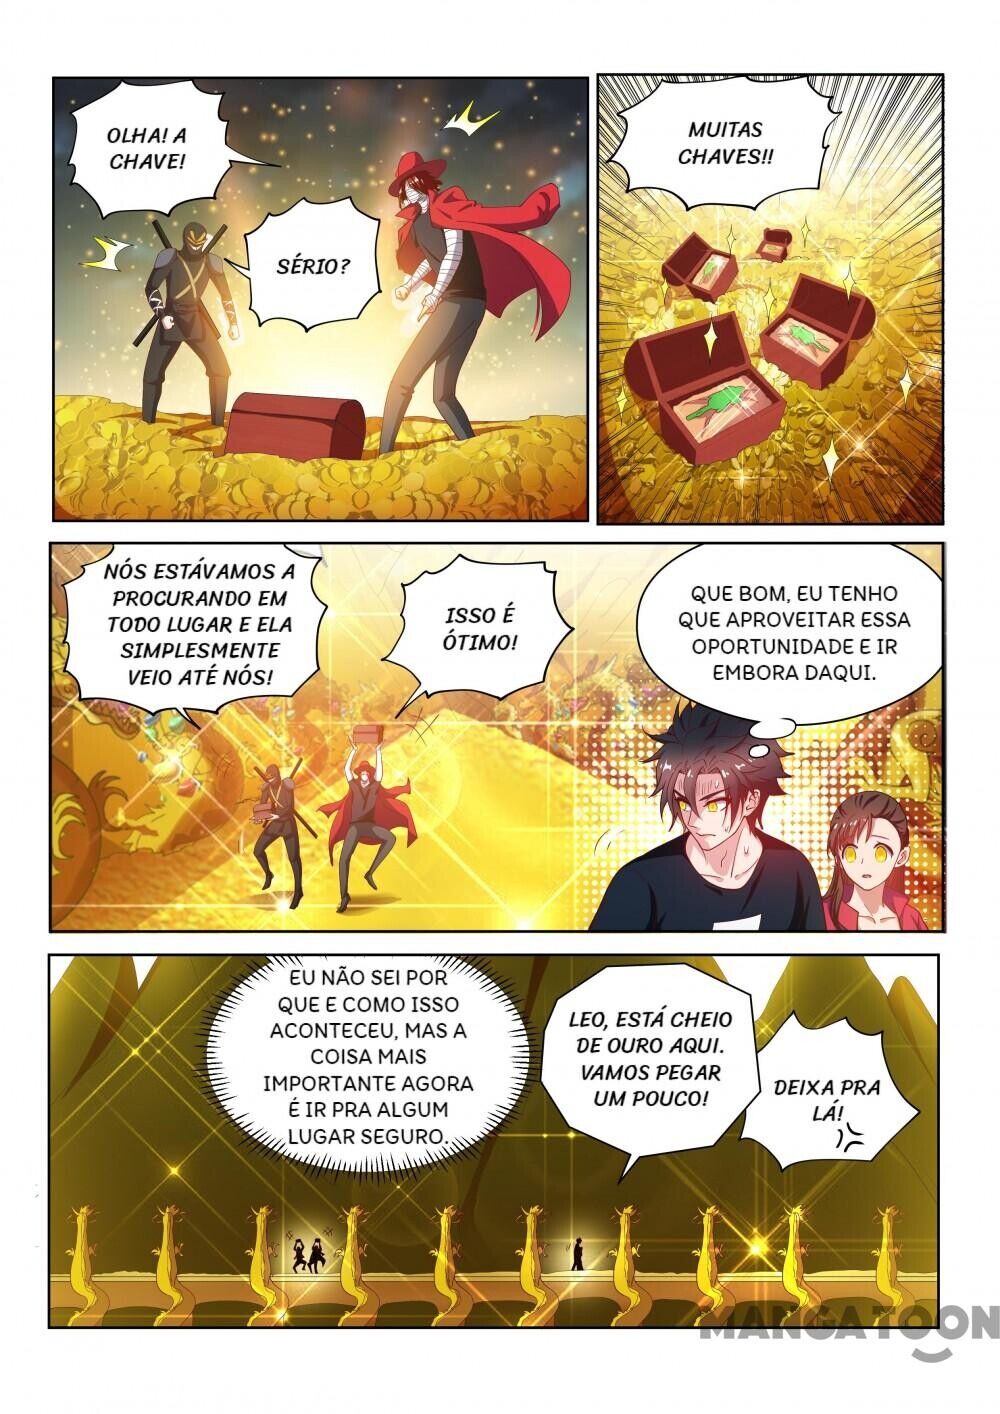 OLHA! A
CHAVE!
SÉRIO?
MUITAS
CHAVES!!
NÓS ESTÁVAMOS A
PROCURANDO EM
TODO LUGAR E ELA
SIMPLESMENTE
VEIO ATÉ NÓS!
ISSO É
ÓTIMO!
QUE BOM, EU TENHO
QUE APROVEITAR ESSA
OPORTUNIDADE E IR
EMBORA DAQUI.
EU NÃO SEI POR
QUE E COMO ISSO
ACONTECEU, MAS A
COISA MAIS
IMPORTANTE AGORA
É IR PRA ALGUM
LUGAR SEGURO.
LEO, ESTÁ CHEIO
DE OURO AQUI.
VAMOS PEGAR
UM POUCO!
DEIXA PRA
LÁ!
MANGATOON